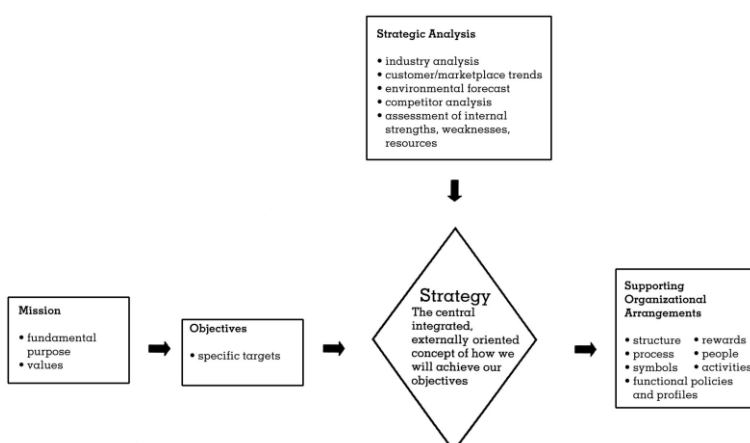 Strategic Analysis
• industry analysis
• customer/marketplace trends
• environmental forecast
• competitor analysis
• assessment of internal
strengths, weaknesses,
resources
Mission
• fundamental
purpose
• values
Objectives
• specific targets
Strategy
The central
integrated,
externally oriented
concept of how we
will achieve our
objectives
Supporting
Organizational
Arrangements
• structure • rewards
• process • people
• symbols • activities
• functional policies
and profiles